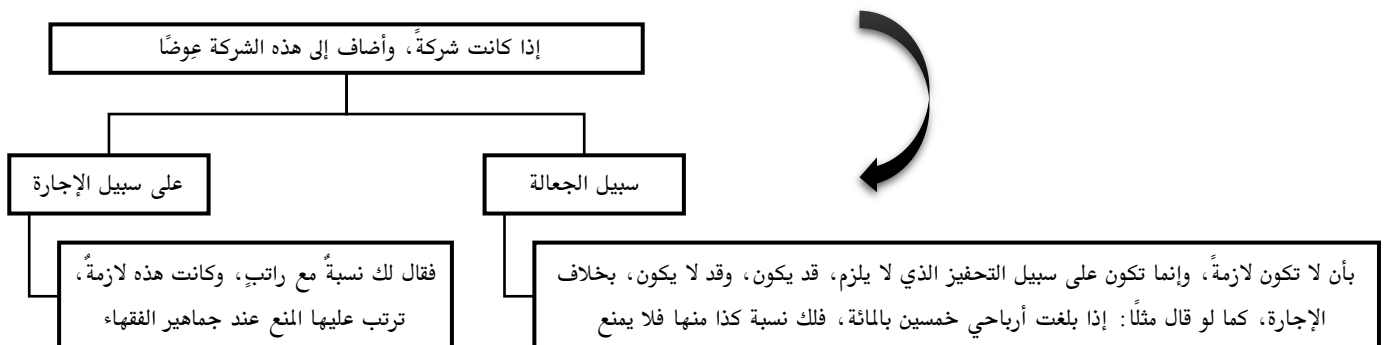 إذا كانت شركةً، وأضاف إلى هذه الشركة عِوضًا
سبيل الجعالة
على سبيل الإجارة
بأن لا تكون لازمةً، وإنما تكون على سبيل التحفيز الذي لا يلزم، قد يكون، وقد لا يكون، بخلاف
الإجارة، كما لو قال مثلًا: إذا بلغت أرباحي خمسين بالمائة، فلك نسبة كذا منها فلا يمنع
فقال لك نسبةٌ مع راتبٍ، وكانت هذه لازمةٌ،
ترتب عليها المنع عند جماهير الفقهاء